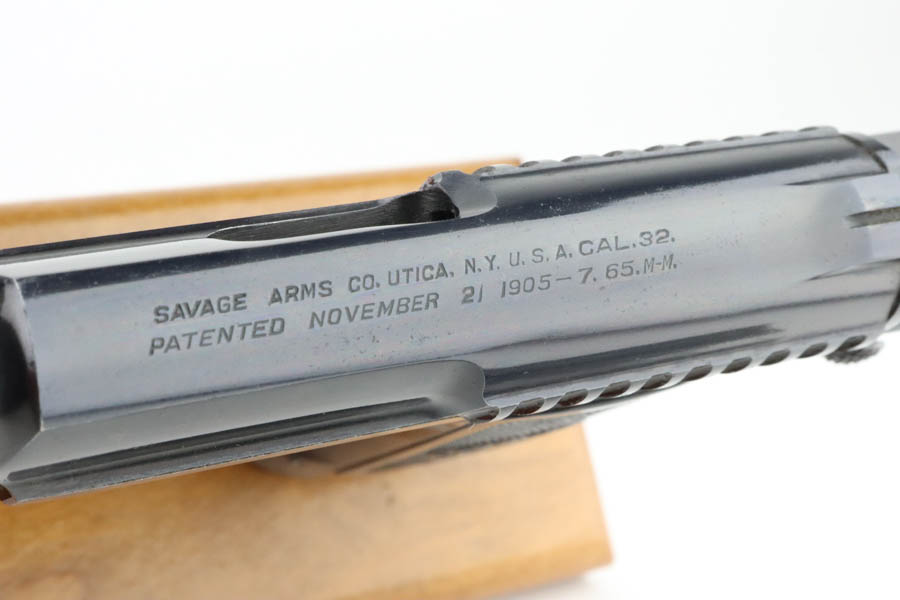 SAVAGE ARMS CO. UTICA, N.Y. U.S.A. CAL.32.
PATENTED NOVEMBER 21 1905-7.65.M-M.